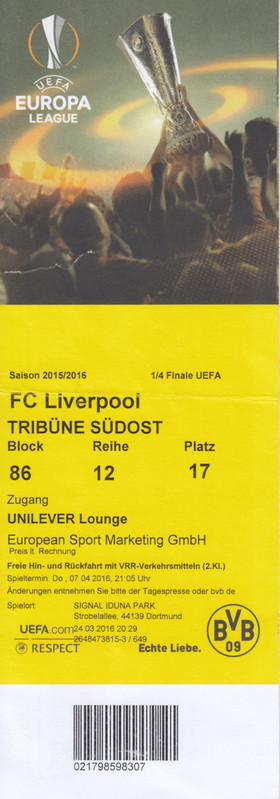 UEFA
EUROPA
LEAGUE
Saison 2015/2016 1/4 Finale UEFA
FC Liverpool
TRIBÜNE SÜDOST
Block Reihe Platz
86 12 17
Zugang
UNILEVER Lounge
European Sport Marketing GmbH
Preis lt. Rechnung
Freie Hin- und Rückfahrt mit VRR-Verkehrsmitteln (2.Kl.)
Spieltermin Do , 07 04 2016, 21:05 Uhr
Änderungen entnehmen Sie bitte der Tagespresse oder bvb de
Spielort: SIGNAL IDUNA PARK
Strobelallee, 44139 Dortmund
UEFA.com 24 03 2016 20:29
2648473815-3 / 649
RESPECT Echte Liebe.
BVB
09
021798598307